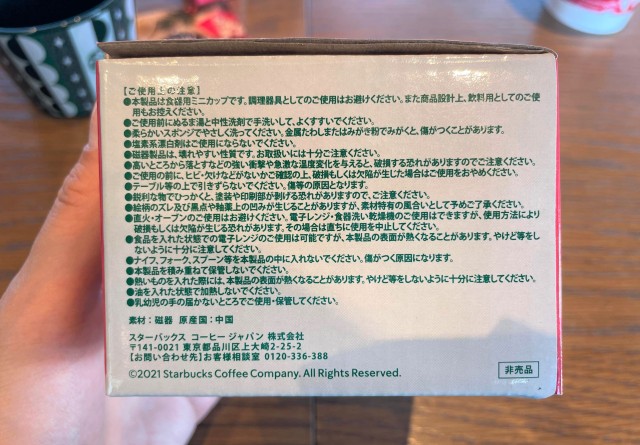 【ご使用上の注意】
●本製品は食器用ミニカップです。調理器具としてのご使用はお避けください。また商品設計上、飲料用としてのご使
用もお控えください。
●ご使用前にぬるま湯と中性洗剤で手洗いして、よくすすいでください。
●柔らかいスポンジでやさしく洗ってください。金属たわしまたはみがき粉でみがくと、傷がつくことがあります。
●塩素系漂白剤はご使用にならないでください。
●磁器製品は、壊れやすい性質です。お取扱いには十分ご注意ください。
●高いところから落とすなどの強い衝撃や急激な温度変化を与えると、破損する恐れがありますのでご注意ください。
●ご使用の前に、ヒビ・欠けなどがないかご確認の上、破損もしくは欠点が生じた場合はご使用をおやめください。
●テーブル等の上で引きずらないでください。傷等の原因となります。
●鋭利な物でひっかくと、塗装や印刷部が剥げる恐れがありますので、ご注意ください。
●絵柄のズレ及び黒点や釉薬上の凹みが生じることがありますが、素材特有の風合いとして予めご了承ください。
●直火・オーブンのご使用はお避けください。電子レンジ・食器洗い乾燥機のご使用はできますが、使用方法により
破損もしくは欠点が生じる恐れがあります。その場合は直ちに使用を中止してください。
●食品を入れた状態での電子レンジのご使用は可能ですが、本製品の表面が熱くなることがあります。やけど等をし
ないように十分に注意してください。
●ナイフ、フォーク、スプーン等を本製品の中に入れないでください。傷がつく原因になります。
●本製品を積み重ねて保管しないでください。
●熱いものを入れた際には、本製品の表面が熱くなることがあります。やけど等をしないように十分に注意してください。
●油を入れた状態で加熱しないでください。
●乳幼児の手の届かないところでご使用・保管してください。
素材：磁器 原産国：中国
スターバックス コーヒー ジャパン 株式会社
〒141-0021 東京都品川区上大崎2-25-2
【お問い合わせ先】お客様相談室 0120-336-388
©2021 Starbucks Coffee Company. All Rights Reserved.
非売品